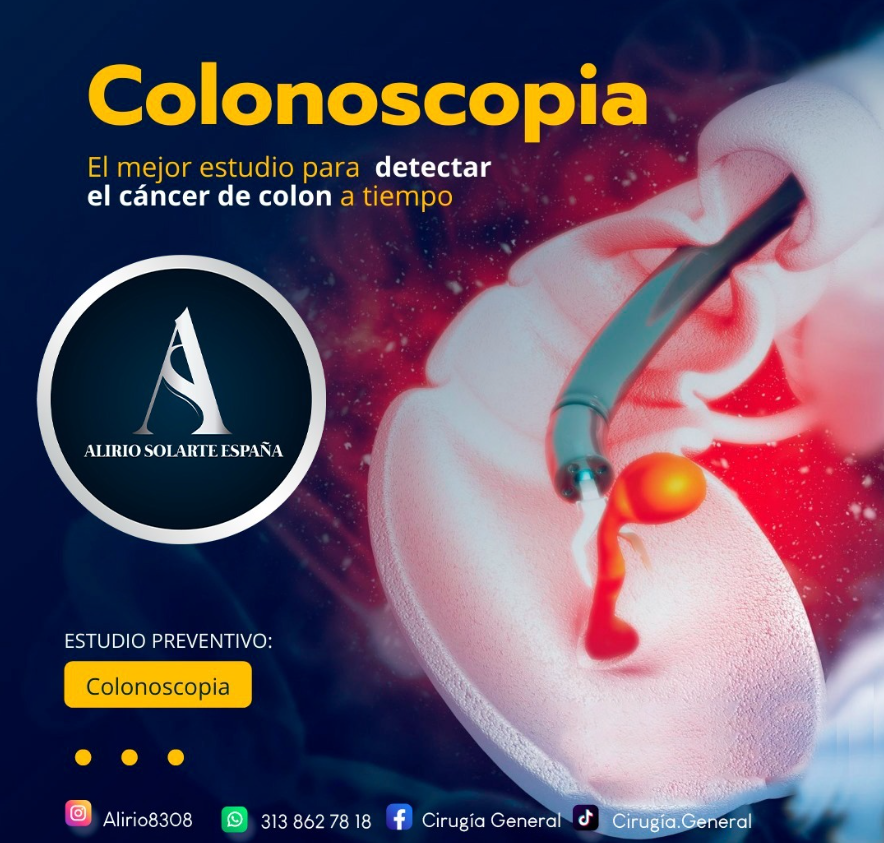 Colonoscopia
El mejor estudio para detectar
el cáncer de colon a tiempo
AS
ALIRIO SOLARTE ESPAÑA
ESTUDIO PREVENTIVO:
Colonoscopia
Alirio8308 313 862 78 18 Cirugía General Cirugía.General